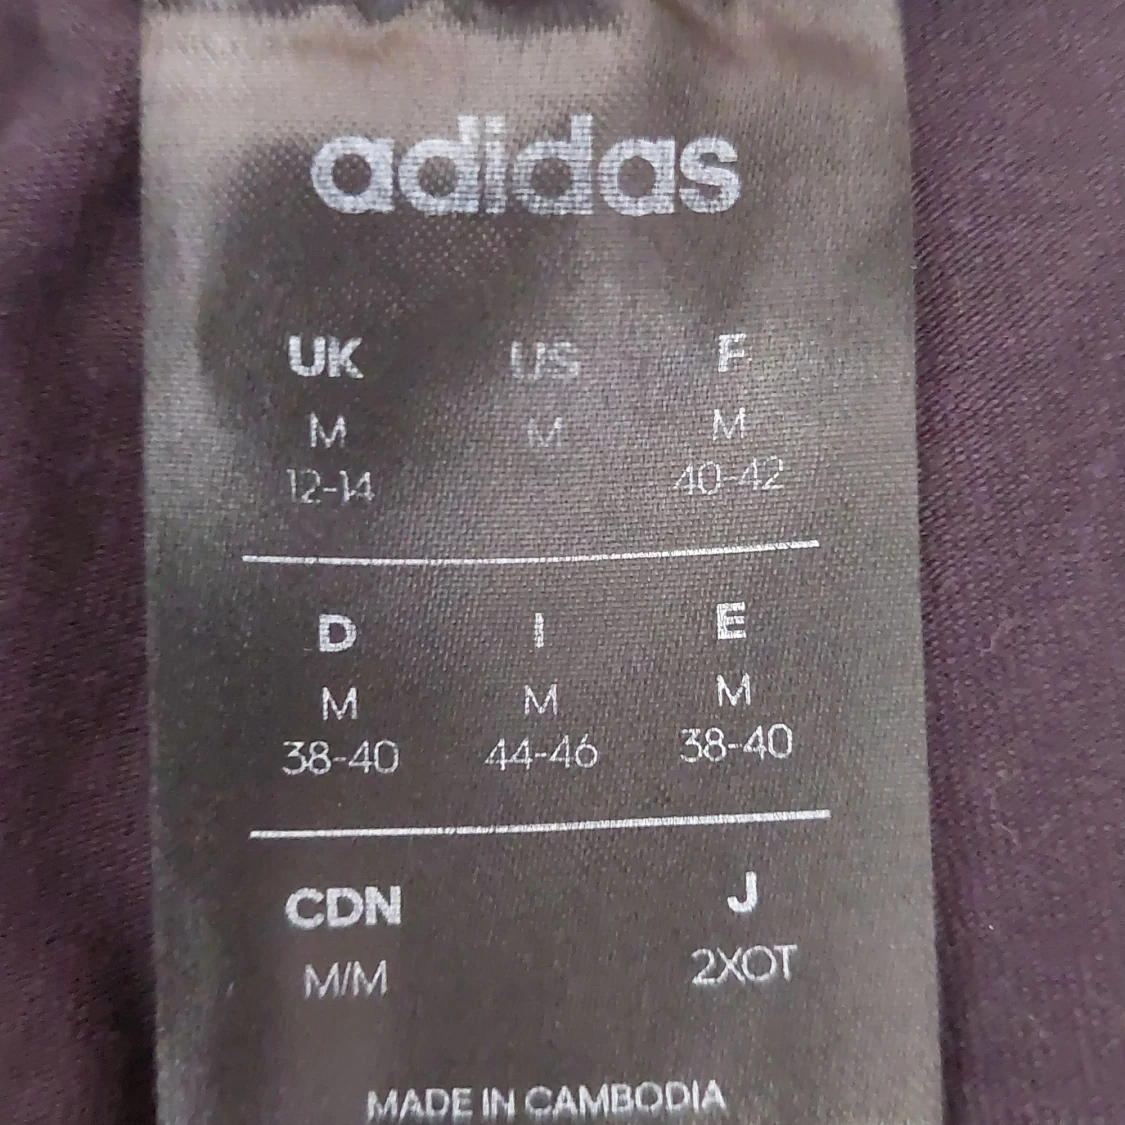 adidas
UK US F
M M M
12-14 40-42
D I E
M M M
38-40 44-46 38-40
CDN J
M/M 2XOT
MADE IN CAMBODIA